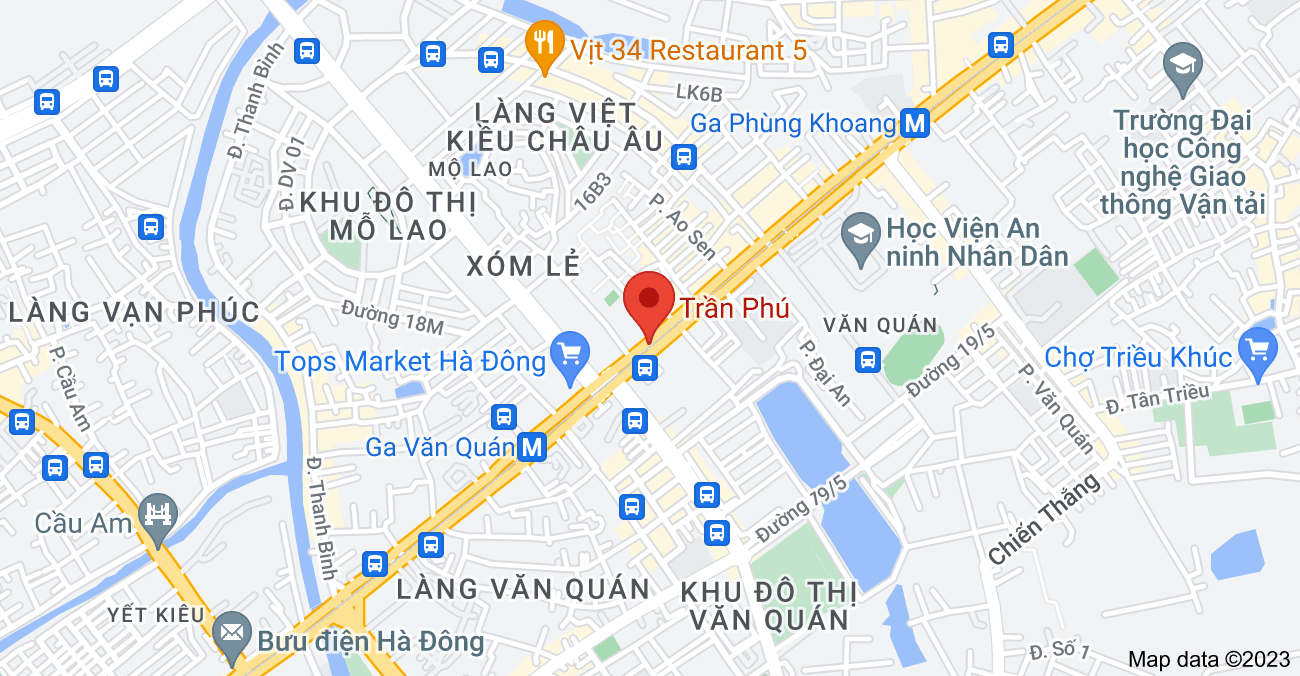 Vịt 34 Restaurant 5
LK6B
Đ. Thanh Bình
LÀNG VIỆT
KIỀU CHÂU ÂU
Ga Phùng Khoang
M
Trường Đại
học Công
nghệ Giao
thông Vận tải
MỘ LAO
Đ. DV 01
16B3
KHU ĐÔ THỊ
MỖ LAO
P. Ao Sen
Học Viện An
ninh Nhân Dân
XÓM LẺ
LÀNG VẠN PHÚC
Đường 18M
Trần Phú
VĂN QUÁN
Tops Market Hà Đông
P. Cầu Am
P. Đại An
Đường 19/5
Chợ Triều Khúc
P. Văn Quán
Đ. Tân Triều
Ga Văn Quán
M
Đ. Thanh Bình
Đường 19/5
Chiến Thắng
Cầu Am
LÀNG VĂN QUÁN
KHU ĐÔ THỊ
VĂN QUÁN
YẾT KIÊU
Bưu điện Hà Đông
Đ. Số 1
Map data ©2023